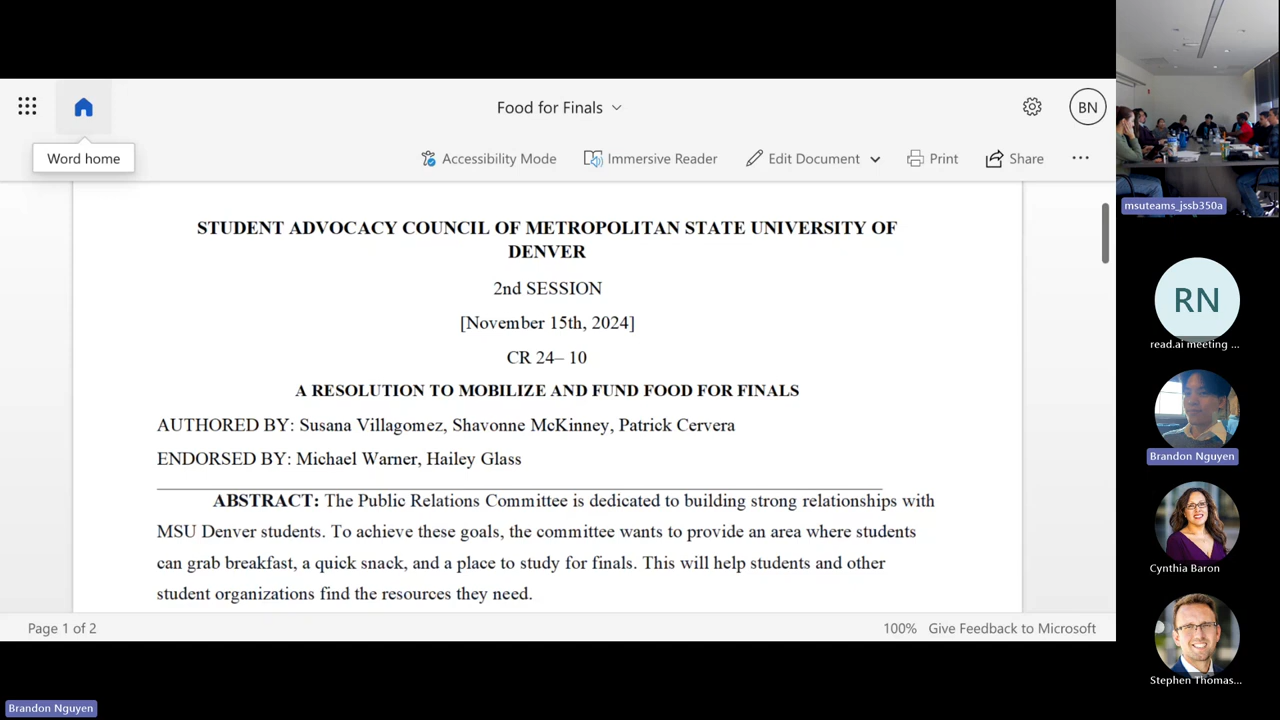 Food for Finals
BN
Word home
Accessibility Mode
Immersive Reader
Edit Document
Print
Share
STUDENT ADVOCACY COUNCIL OF METROPOLITAN STATE UNIVERSITY OF
DENVER
2nd SESSION
[November 15th, 2024]
CR 24– 10
A RESOLUTION TO MOBILIZE AND FUND FOOD FOR FINALS
AUTHORED BY: Susana Villagomez, Shavonne McKinney, Patrick Cervera
ENDORSED BY: Michael Warner, Hailey Glass
ABSTRACT: The Public Relations Committee is dedicated to building strong relationships with
MSU Denver students. To achieve these goals, the committee wants to provide an area where students
can grab breakfast, a quick snack, and a place to study for finals. This will help students and other
student organizations find the resources they need.
Page 1 of 2
100%
Give Feedback to Microsoft
Brandon Nguyen
msuteams_jssb350a
RN
read.ai meeting ...
Brandon Nguyen
Cynthia Baron
Stephen Thomas...